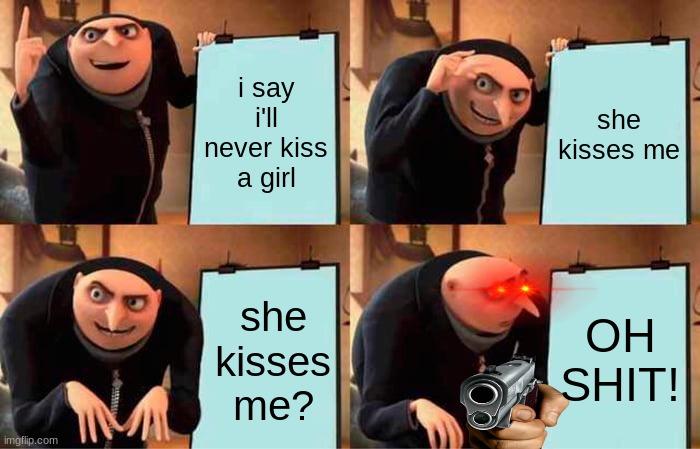 i say
i'll
never kiss
a girl
she
kisses me
she
kisses
me?
OH
SHIT!
imgflip.com